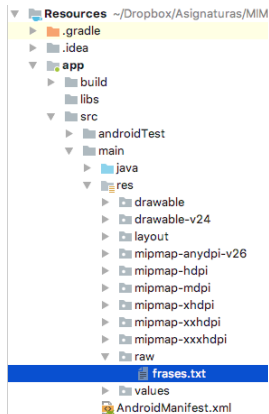 Resources ~/Dropbox/Asignaturas/MIM
.gradle
.idea
app
build
libs
src
androidTest
main
java
res
drawable
drawable-v24
layout
mipmap-anydpi-v26
mipmap-hdpi
mipmap-mdpi
mipmap-xhdpi
mipmap-xxhdpi
mipmap-xxxhdpi
raw
frases.txt
values
AndroidManifest.xml